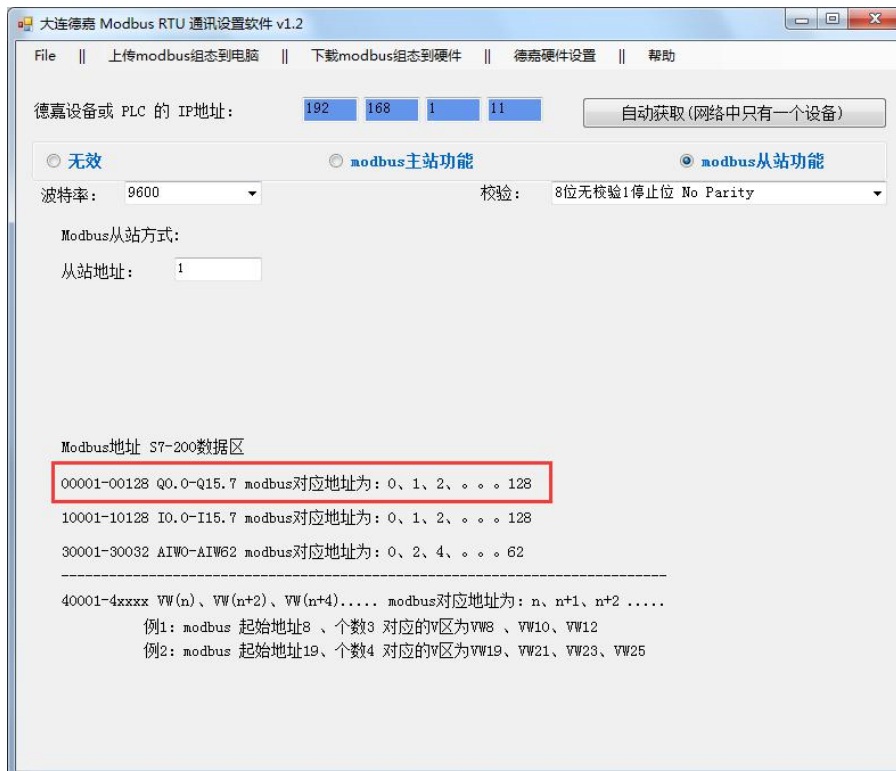 大连德嘉 Modbus RTU 通讯设置软件 v1.2
File || 上传modbus组态到电脑 || 下载modbus组态到硬件 || 德嘉硬件设置 || 帮助
德嘉设备或 PLC 的 IP地址: 192 168 1 11 自动获取(网络中只有一个设备)
无效 modbus主站功能 modbus从站功能
波特率: 9600 校验: 8位无校验1停止位 No Parity
Modbus从站方式:
从站地址: 1
Modbus地址 S7-200数据区
00001-00128 Q0.0-Q15.7 modbus对应地址为: 0、1、2、。。。128
10001-10128 I0.0-I15.7 modbus对应地址为: 0、1、2、。。。128
30001-30032 AIW0-AIW62 modbus对应地址为: 0、2、4、。。。62
40001-4xxxx VW(n)、VW(n+2)、VW(n+4)..... modbus对应地址为: n、n+1、n+2 .....
例1: modbus 起始地址8 、个数3 对应的V区为VW8 、VW10、VW12
例2: modbus 起始地址19、个数4 对应的V区为VW19、VW21、VW23、VW25